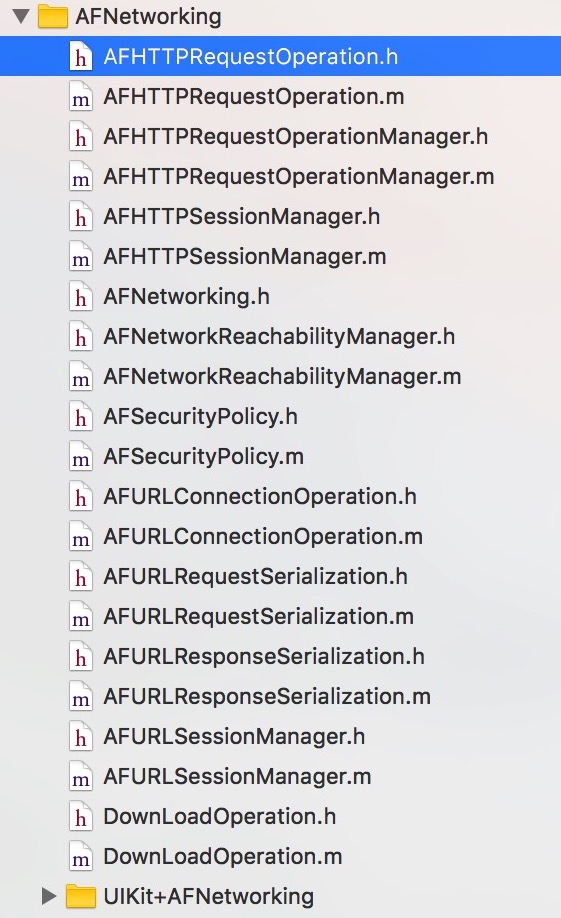 AFNetworking
h AFHTTPRequestOperation.h
m AFHTTPRequestOperation.m
h AFHTTPRequestOperationManager.h
m AFHTTPRequestOperationManager.m
h AFHTTPSessionManager.h
m AFHTTPSessionManager.m
h AFNetworking.h
h AFNetworkReachabilityManager.h
m AFNetworkReachabilityManager.m
h AFSecurityPolicy.h
m AFSecurityPolicy.m
h AFURLConnectionOperation.h
m AFURLConnectionOperation.m
h AFURLRequestSerialization.h
m AFURLRequestSerialization.m
h AFURLResponseSerialization.h
m AFURLResponseSerialization.m
h AFURLSessionManager.h
m AFURLSessionManager.m
h DownLoadOperation.h
m DownLoadOperation.m
UIKit+AFNetworking